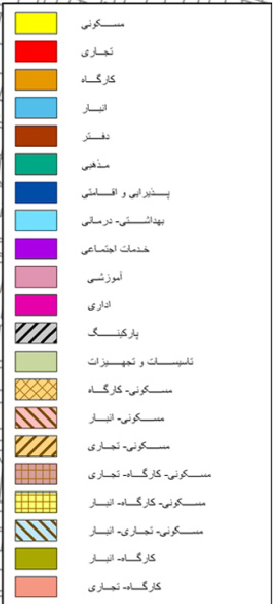 مسکونی
تجاری
کارگاه
انبار
دفتر
مذهبی
پذیرایی و اقامتی
بهداشتی- درمانی
خدمات اجتماعی
آموزشی
اداری
پارکینگ
تاسیسات و تجهیزات
مسکونی- کارگاه
مسکونی- انبار
مسکونی- تجاری
مسکونی- کارگاه- تجاری
مسکونی- کارگاه- انبار
مسکونی- تجاری- انبار
کارگاه- انبار
کارگاه- تجاری